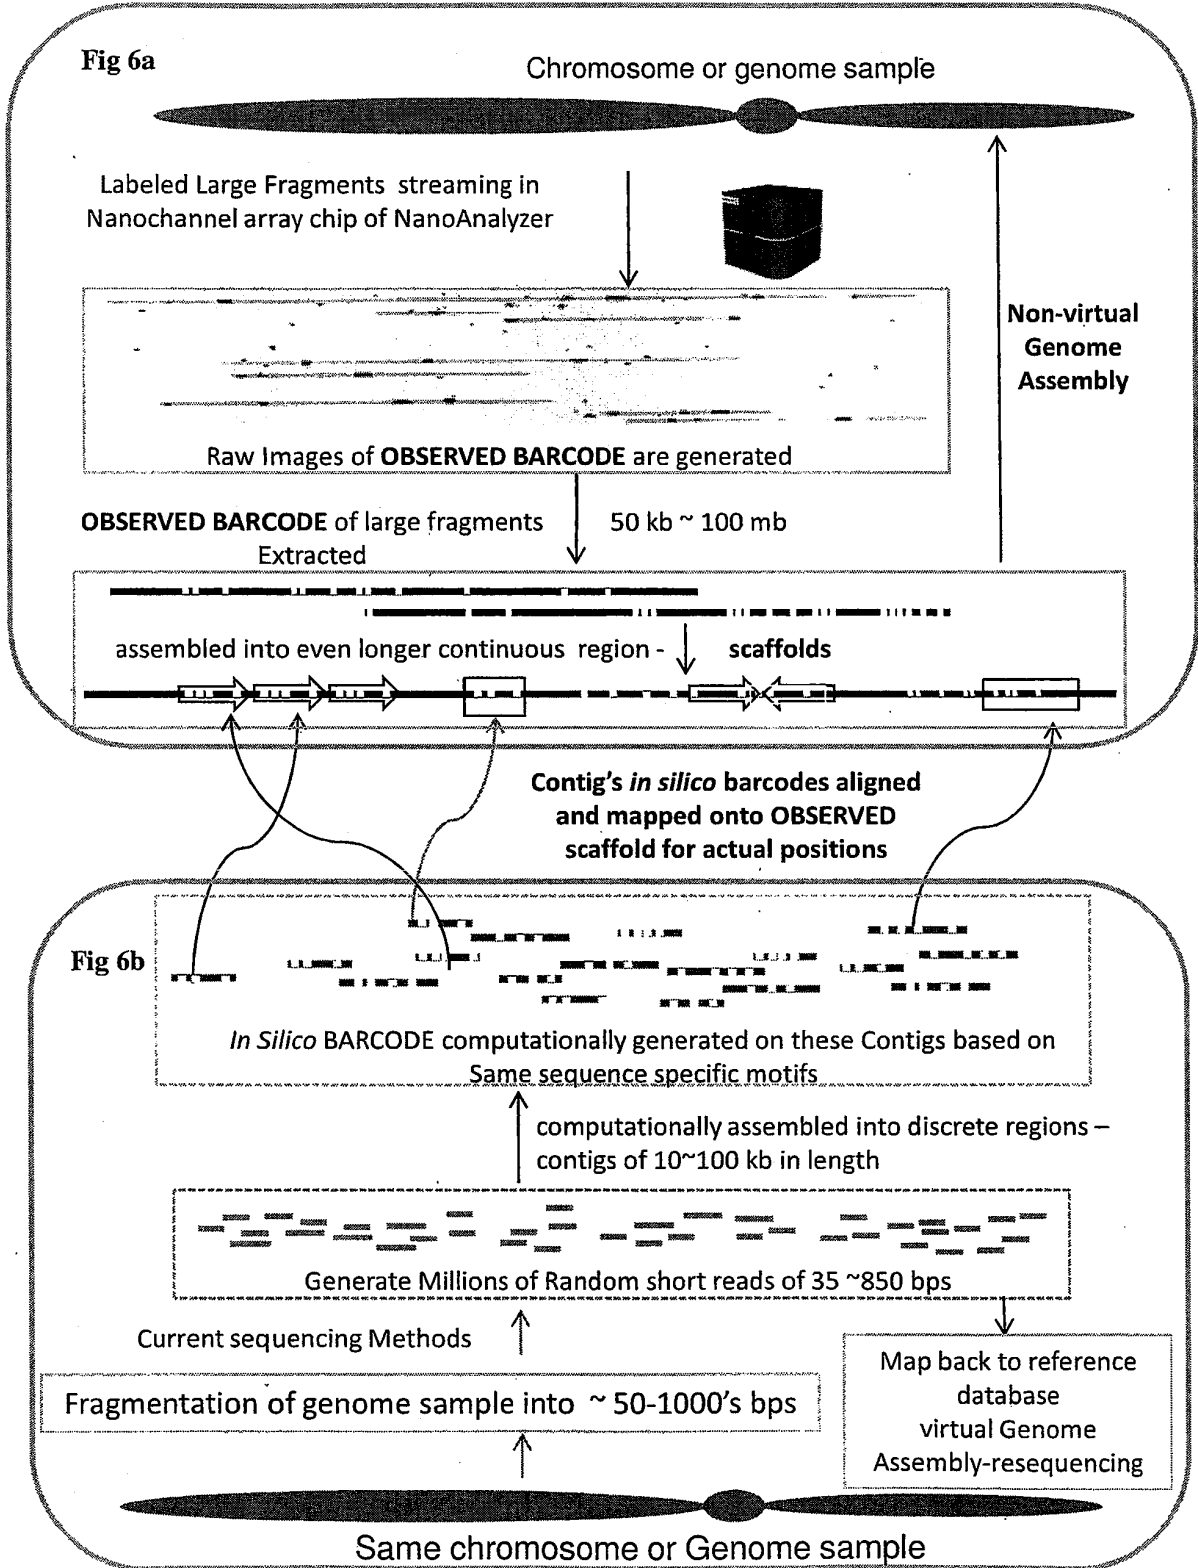 Fig 6a
Chromosome or genome sample
Labeled Large Fragments streaming in
Nanochannel array chip of NanoAnalyzer
Non-virtual
Genome
Assembly
Raw Images of OBSERVED BARCODE are generated
OBSERVED BARCODE of large fragments 50 kb ~ 100 mb
Extracted
assembled into even longer continuous region - scaffolds
Contig's in silico barcodes aligned
and mapped onto OBSERVED
scaffold for actual positions
Fig 6b
In Silico BARCODE computationally generated on these Contigs based on
Same sequence specific motifs
computationally assembled into discrete regions –
contigs of 10~100 kb in length
Generate Millions of Random short reads of 35 ~850 bps
Current sequencing Methods
Map back to reference
database
virtual Genome
Assembly-resequencing
Fragmentation of genome sample into ~ 50-1000's bps
Same chromosome or Genome sample